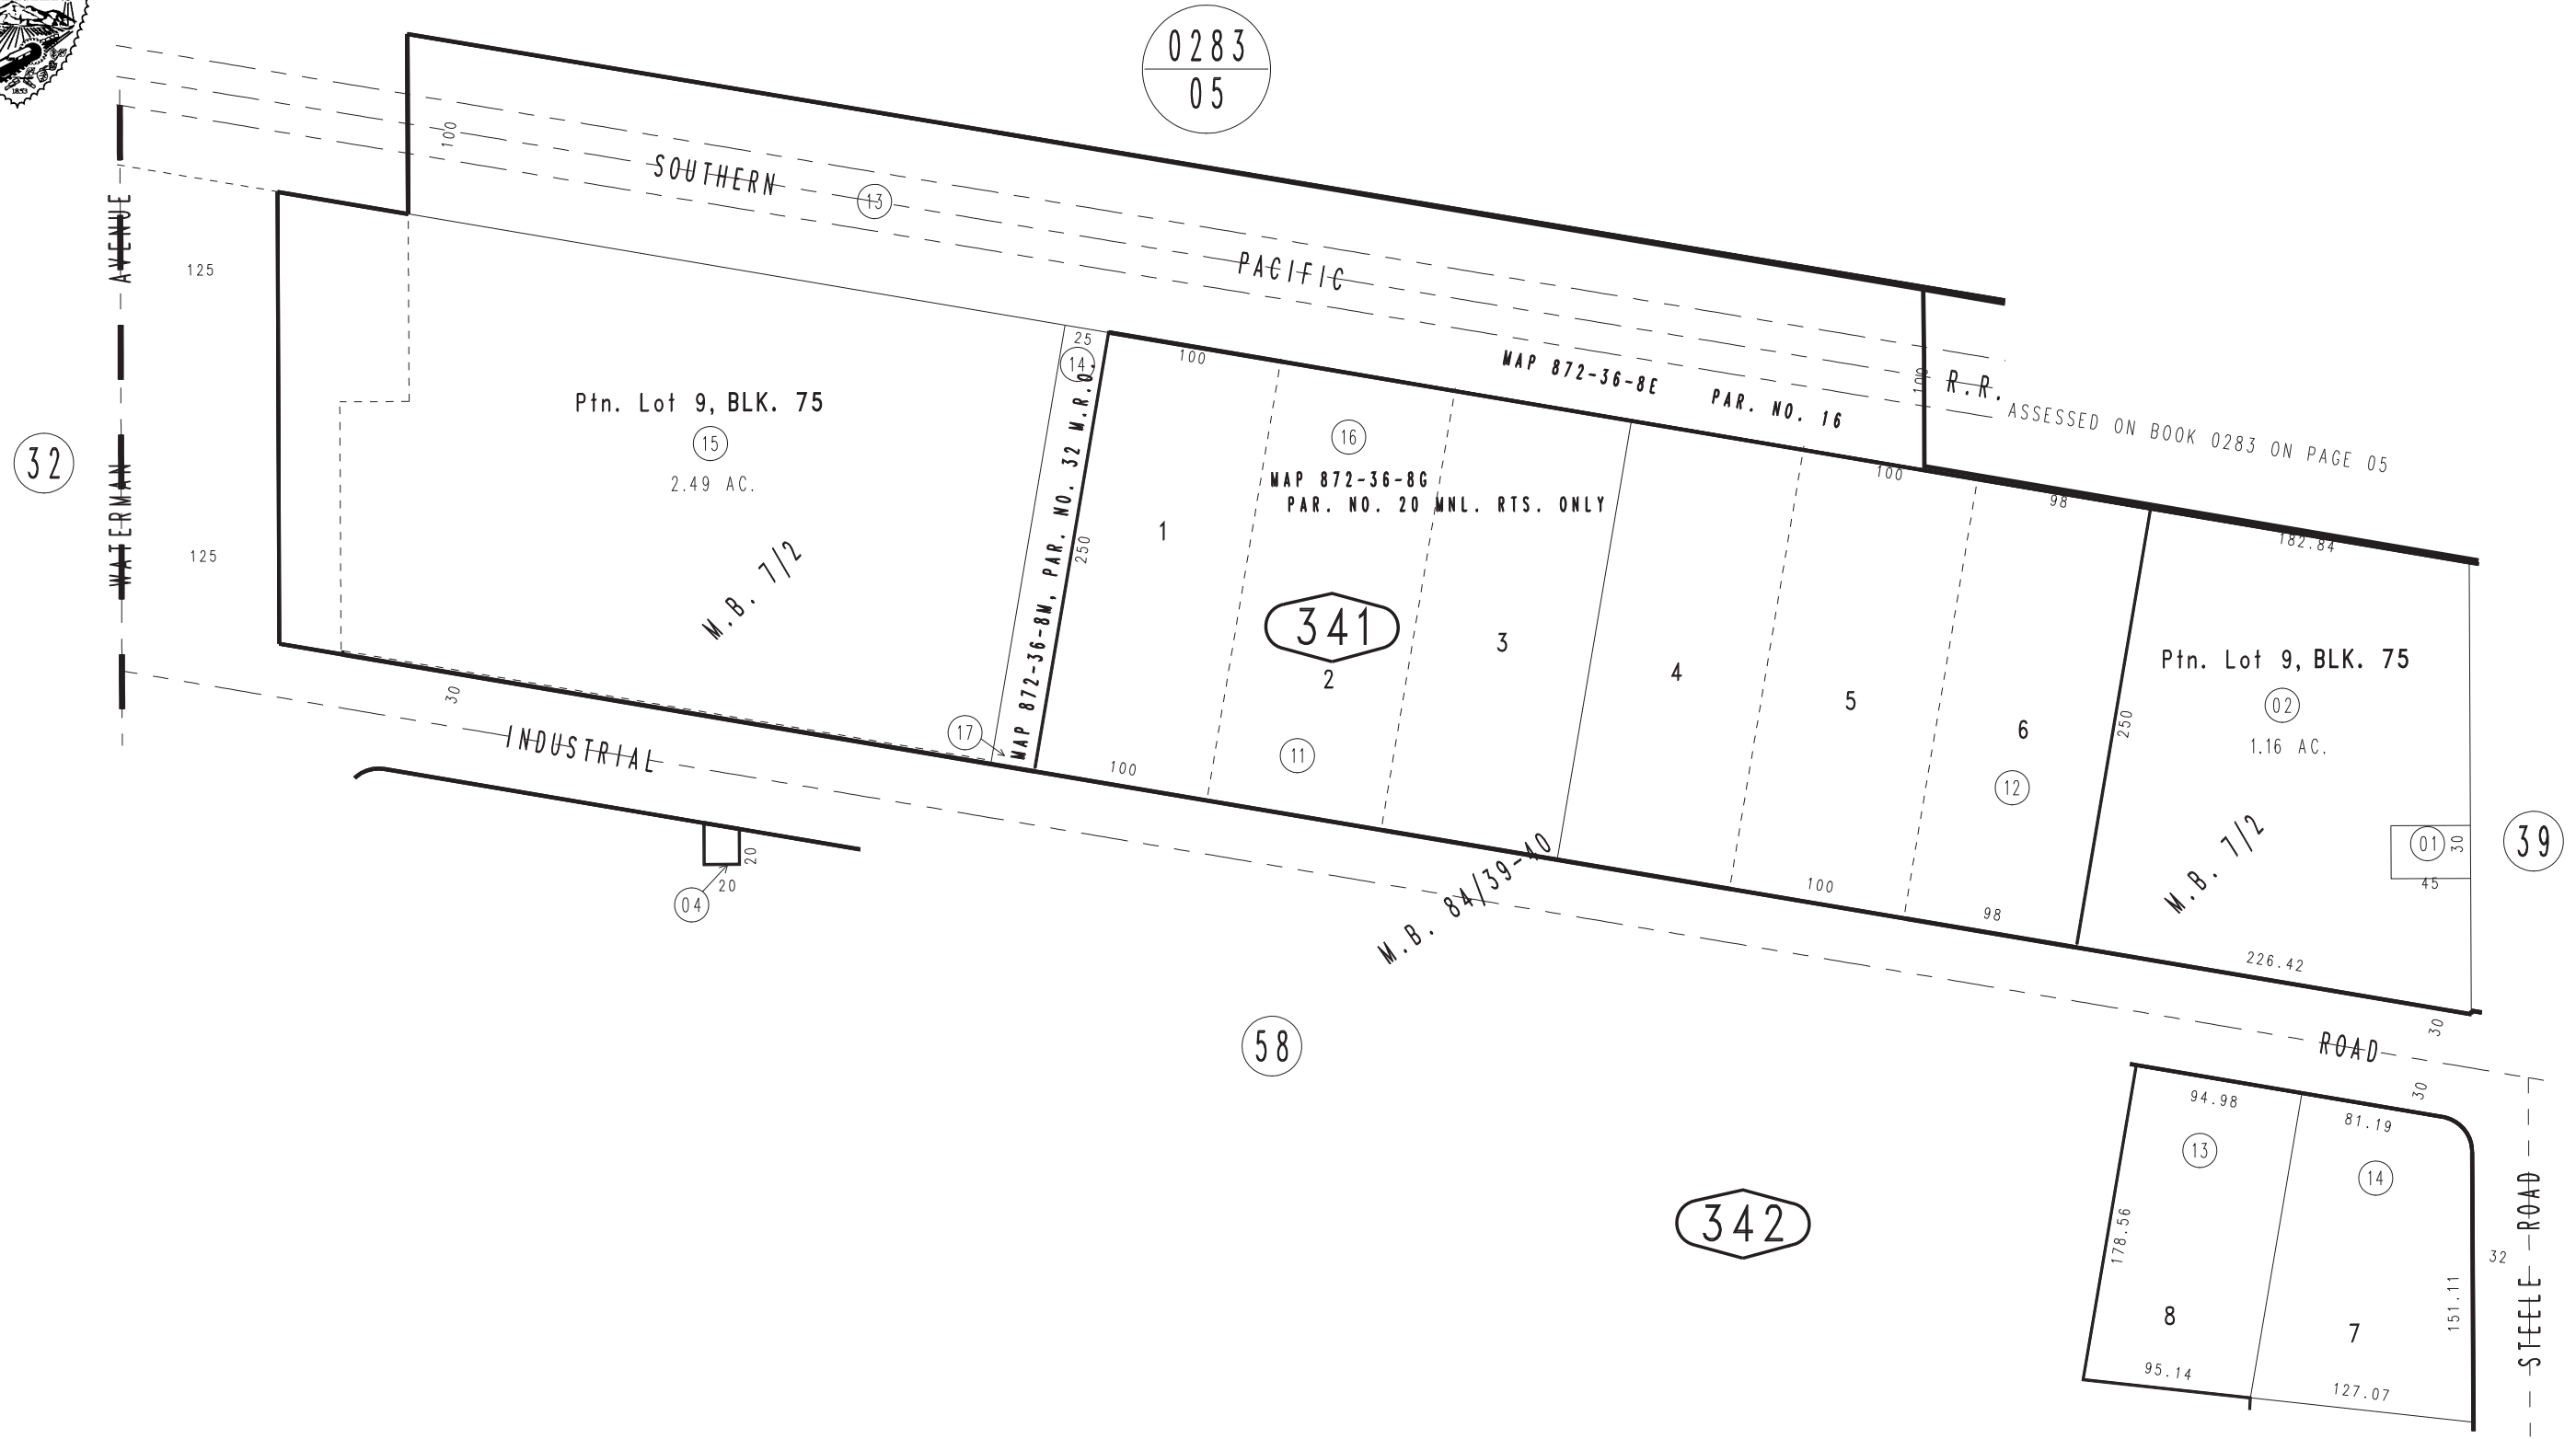 1853
0283
05
100
SOUTHERN
13
PACIFIC
R.R.
AVENUE
WATERMAN
125
125
32
25
14
100
MAP 872-36-8E PAR. NO. 16
100
ASSESSED ON BOOK 0283 ON PAGE 05
Ptn. Lot 9, BLK. 75
15
2.49 AC.
M.B. 7/2
MAP 872-36-8M, PAR. NO. 32 M.R.O.
250
16
MAP 872-36-8G
PAR. NO. 20 MNL. RTS. ONLY
100
98
182.84
1
341
2
3
4
5
6
250
Ptn. Lot 9, BLK. 75
02
1.16 AC.
M.B. 7/2
01
30
45
39
30
INDUSTRIAL
17
100
11
12
100
98
226.42
20
20
04
M.B. 84/39-40
58
30
ROAD
30
94.98
81.19
13
14
342
178.56
8
7
151.11
32
STEELE ROAD
95.14
127.07